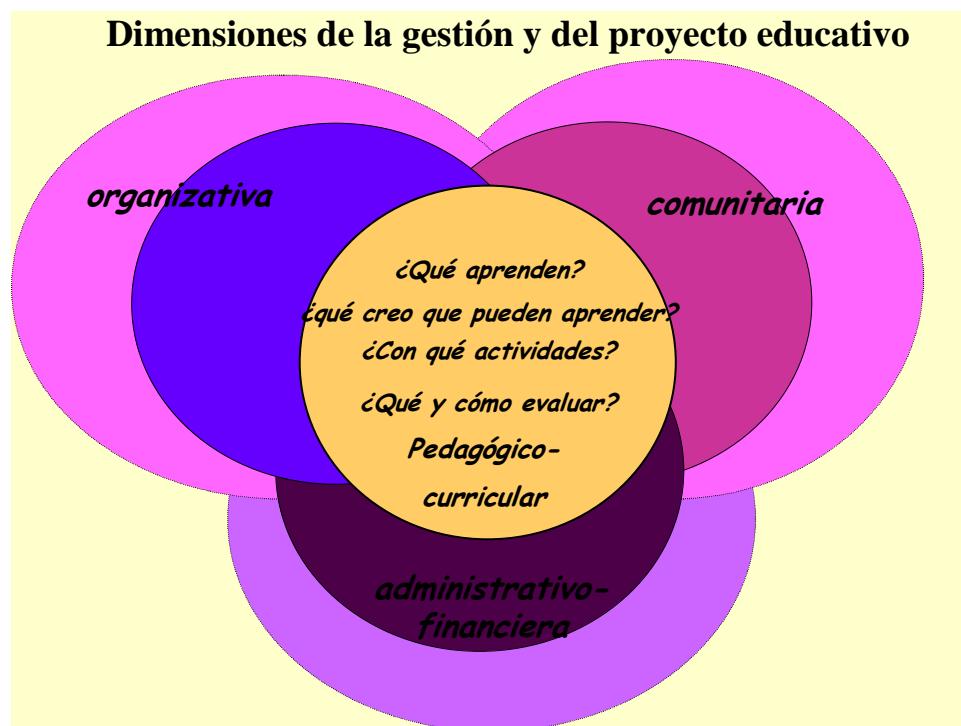 Dimensiones de la gestión y del proyecto educativo
organizativa
comunitaria
¿Qué aprenden?
¿qué creo que pueden aprender?
¿Con qué actividades?
¿Qué y cómo evaluar?
Pedagógico-
curricular
administrativo-
financiera